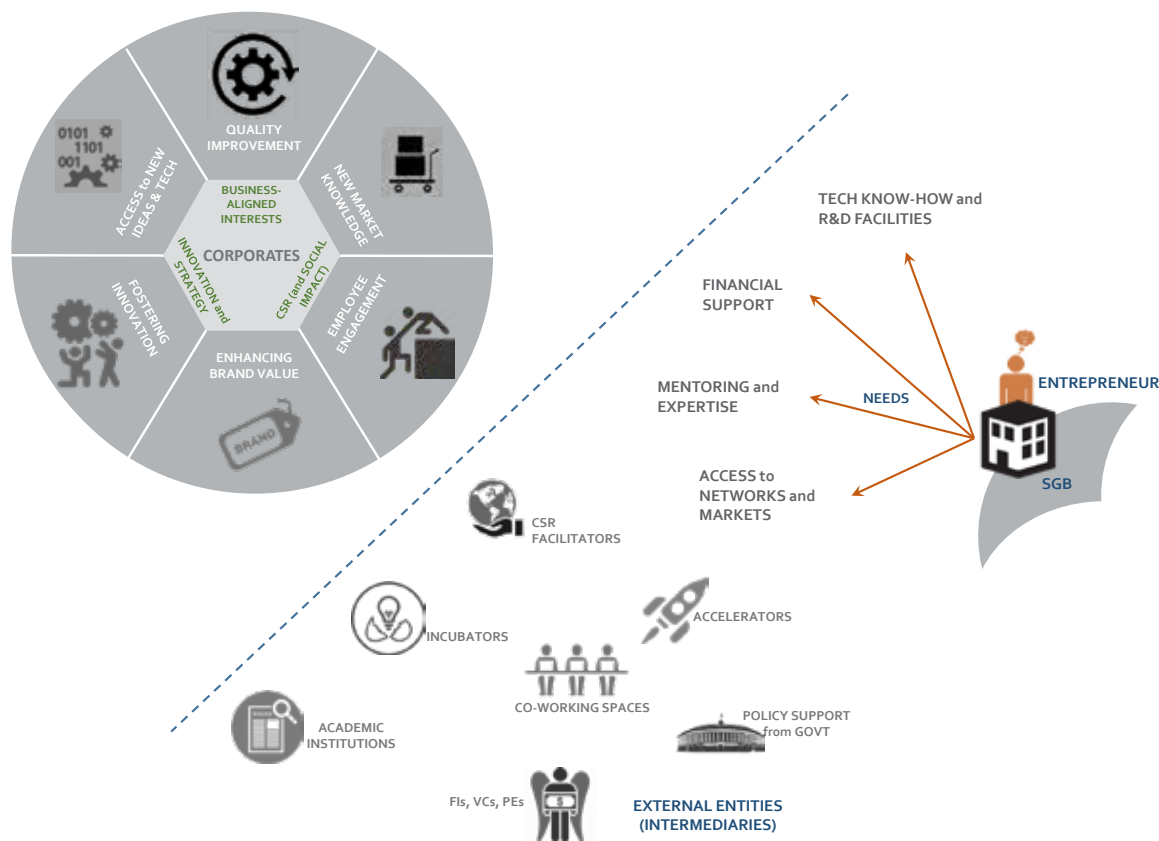 QUALITY
IMPROVEMENT
0101
1101
001
ACCESS to NEW
IDEAS & TECH
NEW MARKET
KNOWLEDGE
BUSINESS-
ALIGNED
INTERESTS
CORPORATES
INNOVATION and
STRATEGY
CSR (and SOCIAL
IMPACT)
FOSTERING
INNOVATION
EMPLOYEE
ENGAGEMENT
ENHANCING
BRAND VALUE
BRAND
TECH KNOW-HOW and
R&D FACILITIES
FINANCIAL
SUPPORT
MENTORING and
EXPERTISE
NEEDS
ENTREPRENEUR
ACCESS to
NETWORKS and
MARKETS
SGB
CSR
FACILITATORS
INCUBATORS
ACCELERATORS
CO-WORKING SPACES
ACADEMIC
INSTITUTIONS
POLICY SUPPORT
from GOVT
FIs, VCs, PEs
$
EXTERNAL ENTITIES
(INTERMEDIARIES)